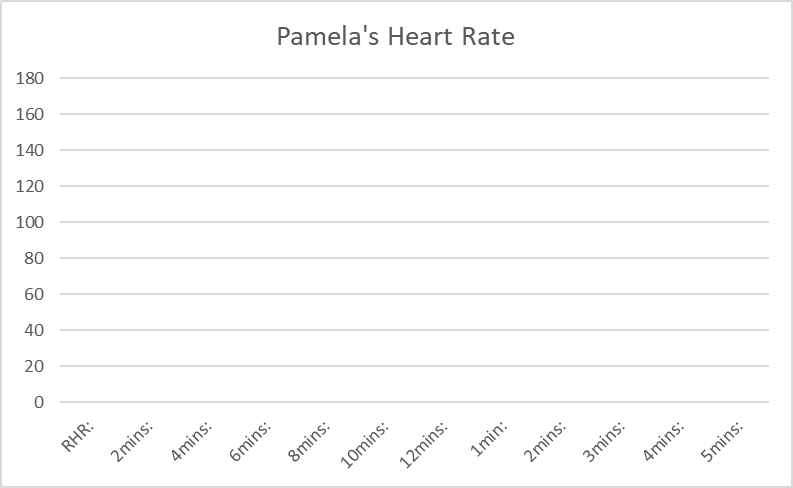 Pamela's Heart Rate
180
160
140
120
100
80
60
40
20
0
RHR:
2mins:
4mins:
6mins:
8mins:
10mins:
12mins:
1min:
2mins:
3mins:
4mins:
5mins: